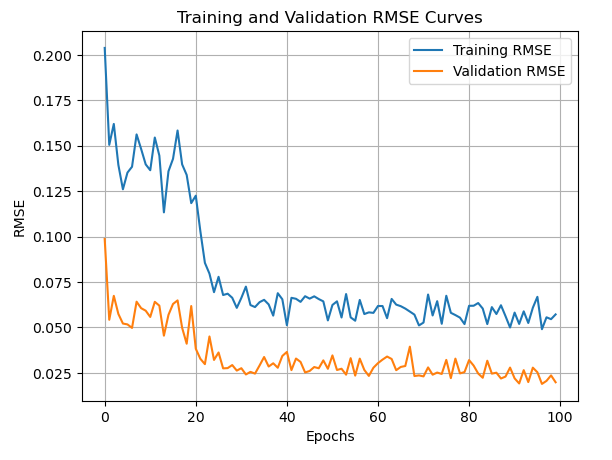 Training and Validation RMSE Curves
Training RMSE
Validation RMSE
0.200
0.175
0.150
0.125
0.100
0.075
0.050
0.025
RMSE
0 20 40 60 80 100
Epochs